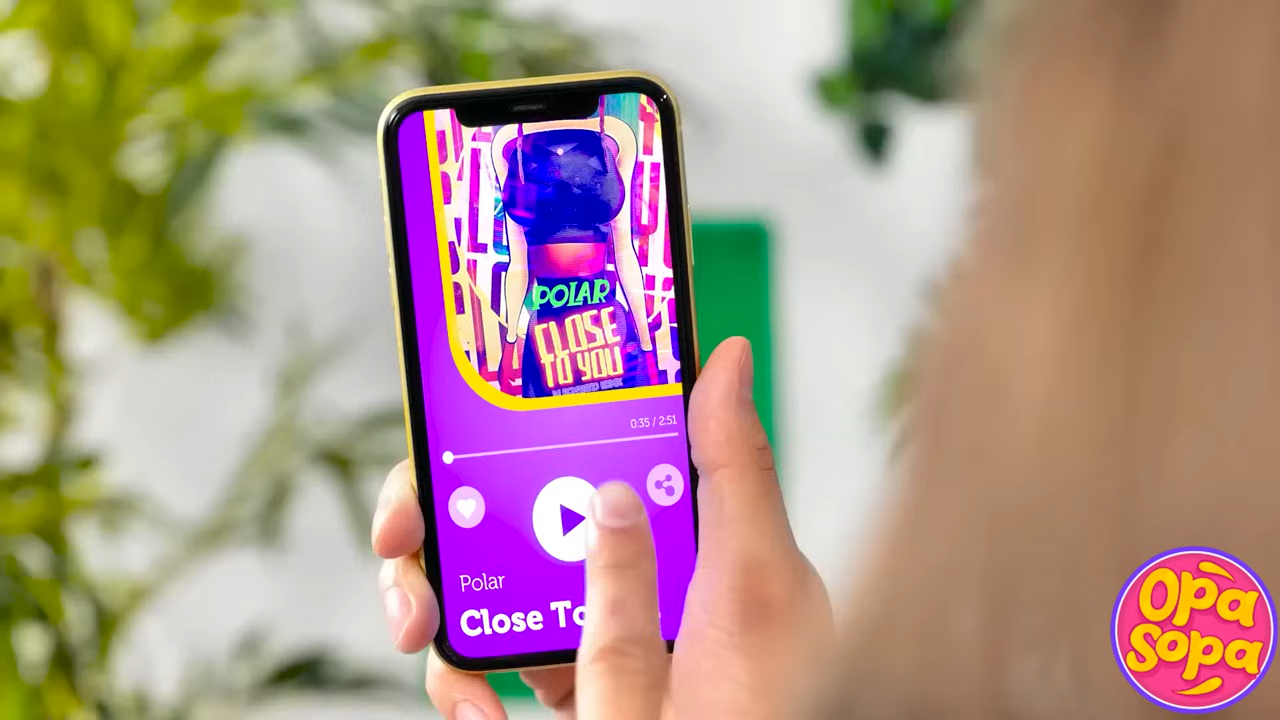 POLAR
CLOSE
TO YOU
0:35 / 2:51
Polar
Close To
Opa
sopa